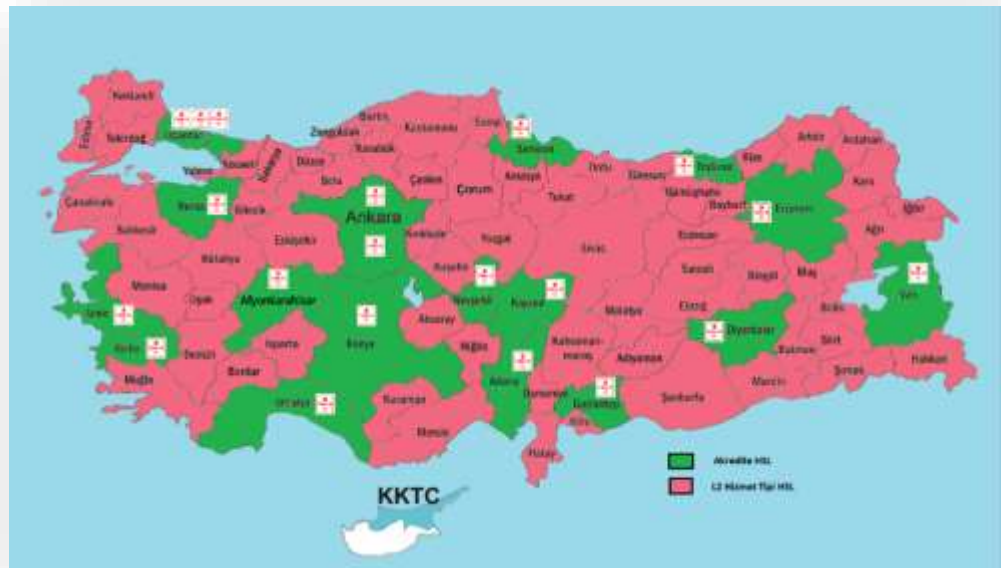 Kırklareli
Edirne
Tekirdağ
İstanbul
Yalova
Kocaeli
Sakarya
Düzce
Zonguldak
Bartın
Karabük
Kastamonu
Sinop
Samsun
Bolu
Çankırı
Çorum
Amasya
Tokat
Ordu
Giresun
Trabzon
Rize
Artvin
Ardahan
Gümüşhane
Bayburt
Erzurum
Kars
Iğdır
Ağrı
Çanakkale
Balıkesir
Bursa
Bilecik
Eskişehir
Ankara
Kırıkkale
Yozgat
Sivas
Erzincan
Kütahya
Manisa
Uşak
Afyonkarahisar
Kırşehir
Nevşehir
Kayseri
Malatya
Elazığ
Bingöl
Muş
Bitlis
Van
İzmir
Aydın
Denizli
Isparta
Burdur
Konya
Aksaray
Niğde
Kahraman-
maraş
Adıyaman
Diyarbakır
Batman
Siirt
Şırnak
Hakkari
Muğla
Antalya
Karaman
Mersin
Adana
Osmaniye
Gaziantep
Kilis
Şanlıurfa
Mardin
Hatay
KKTC
Akredite HSL
L2 Hizmet Tipi HSL